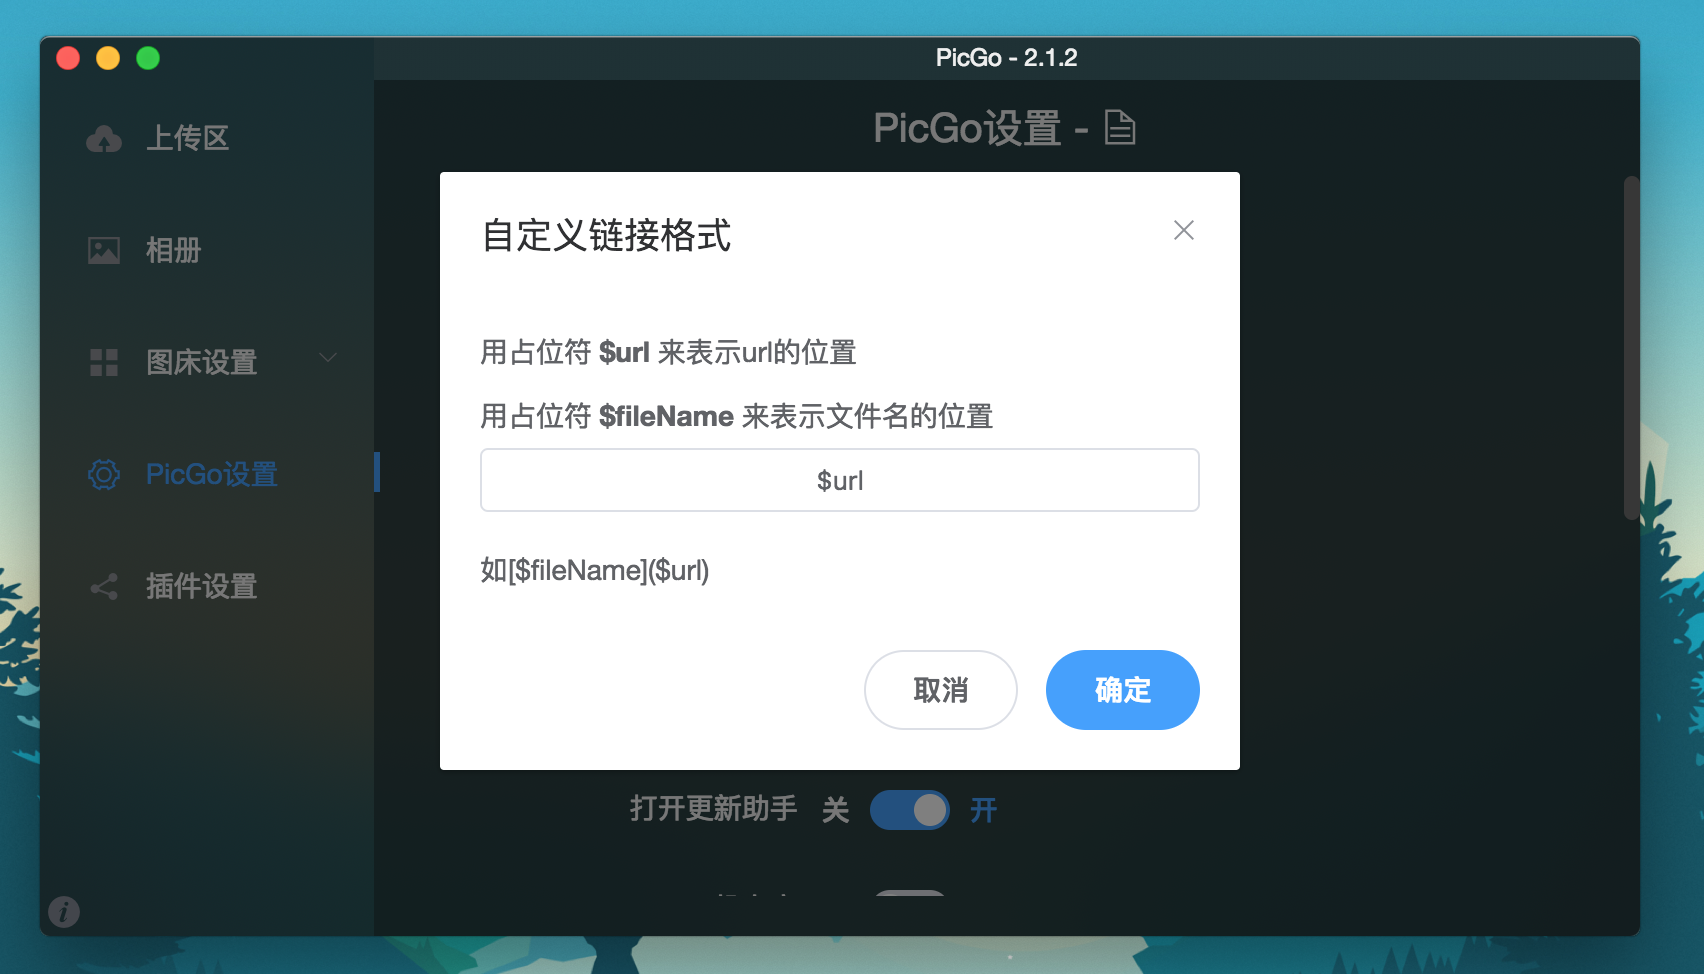 PicGo - 2.1.2
上传区
相册
图床设置
PicGo设置
插件设置
PicGo设置 -
自定义链接格式
用占位符 $url 来表示url的位置
用占位符 $fileName 来表示文件名的位置
$url
如[$fileName]($url)
取消
确定
打开更新助手 关 开